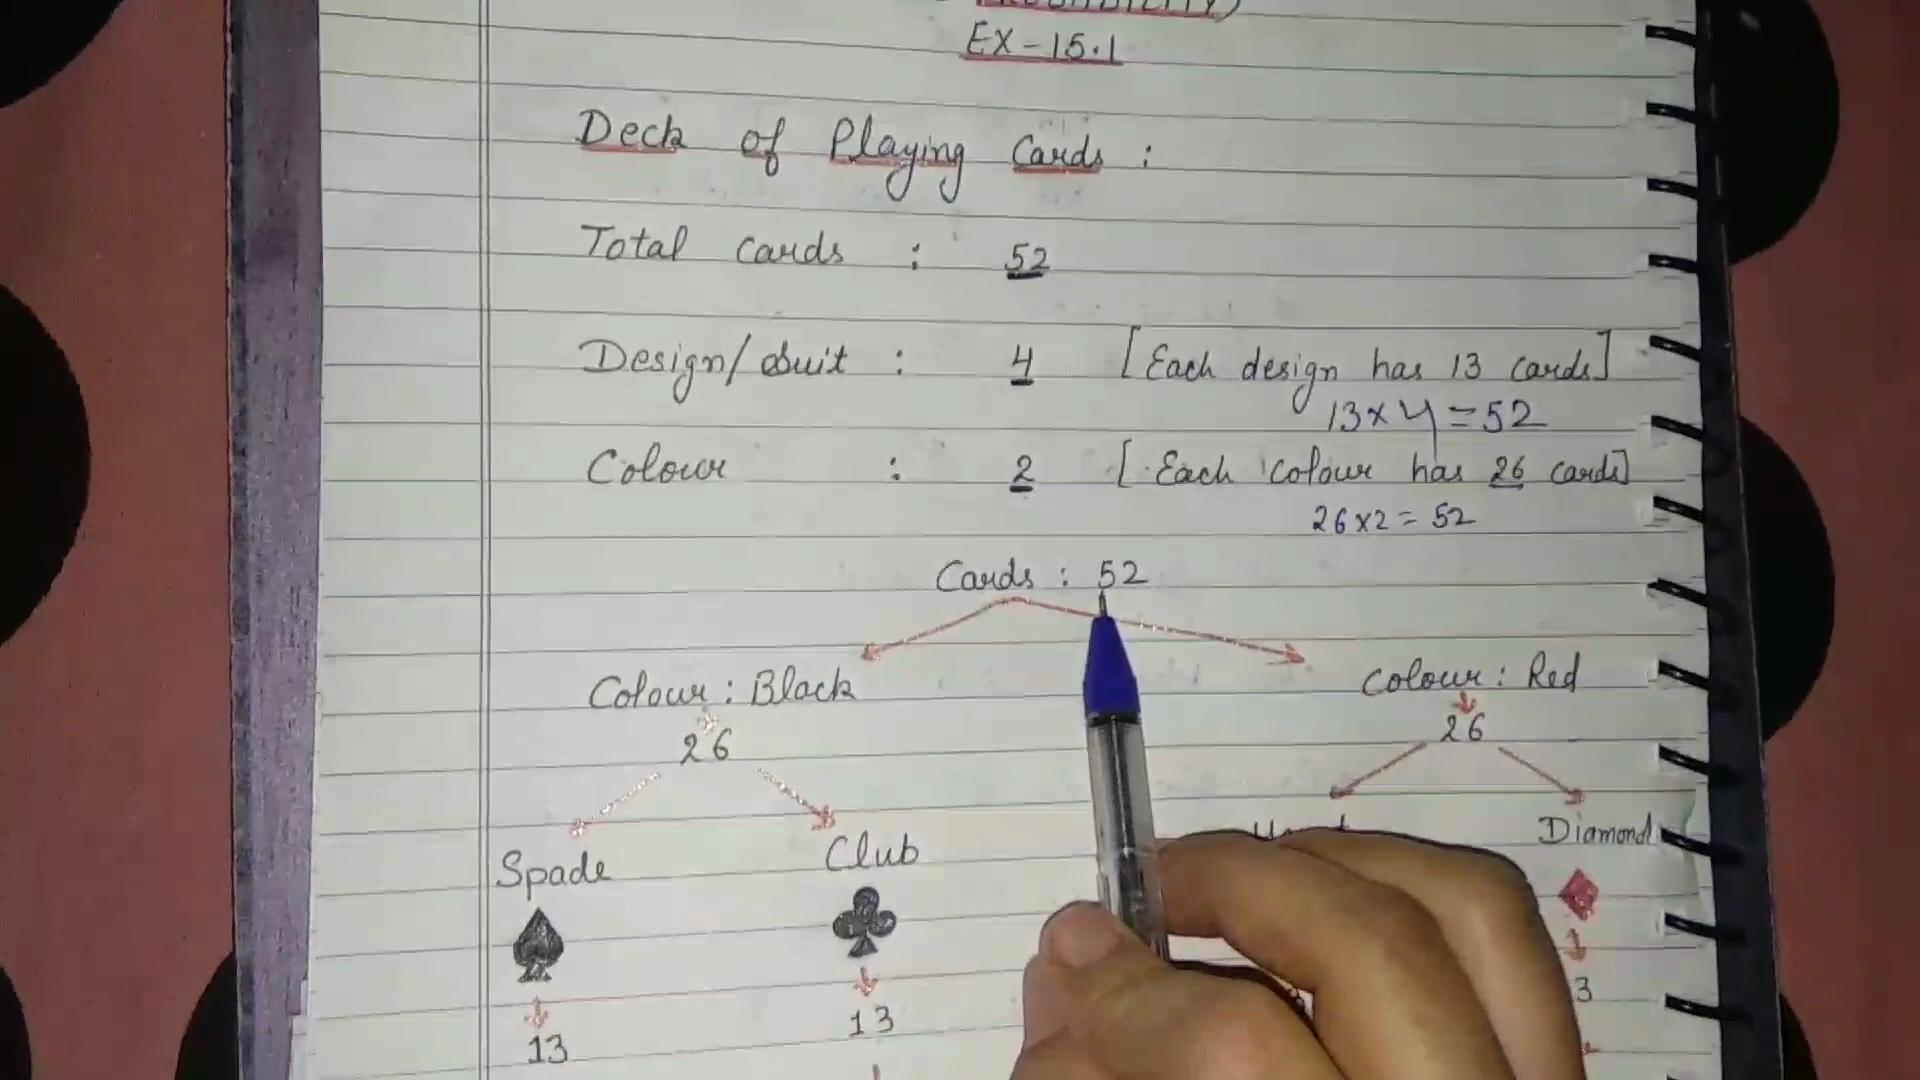 EX-15.1
Deck of Playing Cards :
Total cards : 52
Design/Suit : 4 [Each design has 13 cards]
13×4=52
Colour : 2 [Each colour has 26 cards]
26×2=52
Cards : 52
Colour : Black Colour : Red
26 26
Spade Club Diamond
13 13 3